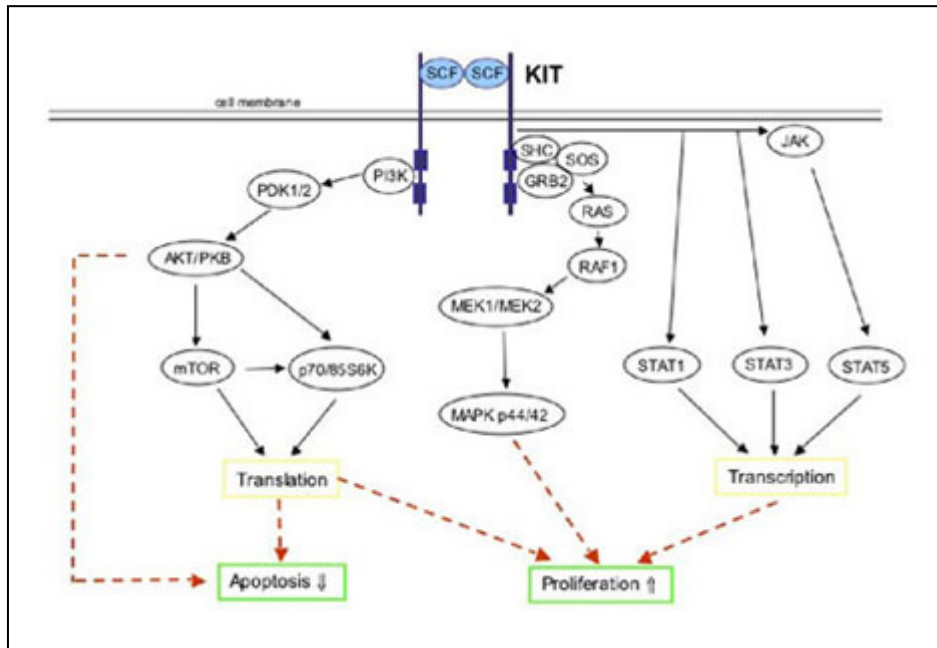 SCF SCF KIT
cell membrane
SHC
SOS
JAK
PI3K
GRB2
PDK1/2
RAS
AKT/PKB
RAF1
MEK1/MEK2
mTOR
p70/85S6K
STAT1
STAT3
STAT5
MAPK p44/42
Translation
Transcription
Apoptosis ⇓
Proliferation ⇑